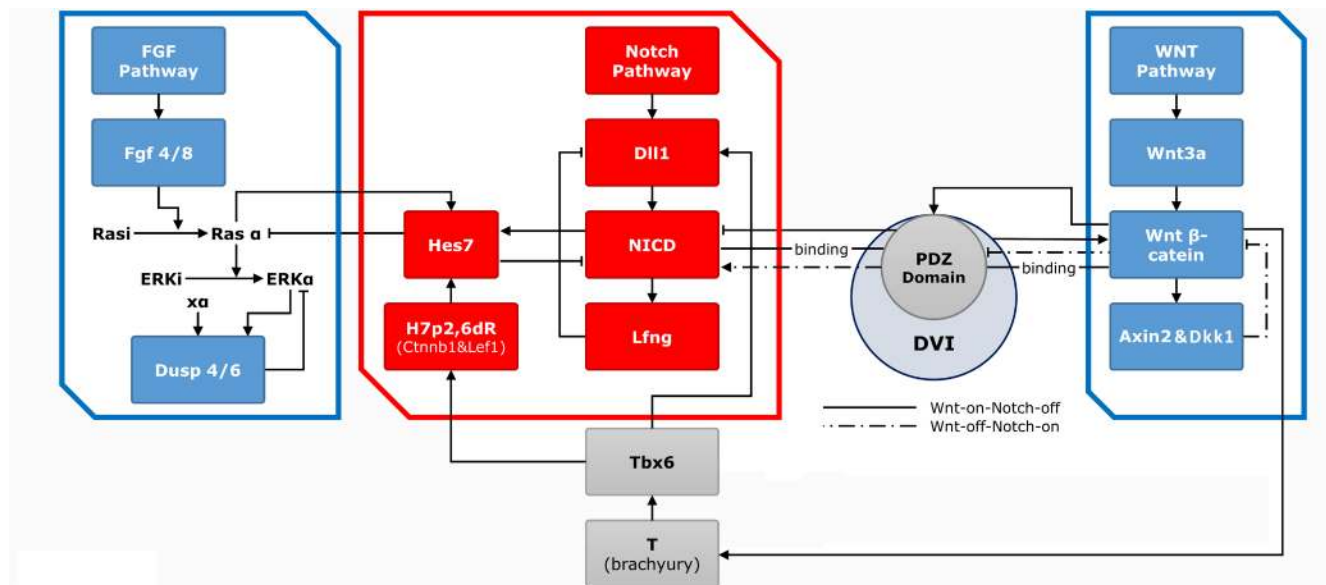 FGF
Pathway
Fgf 4/8
Rasi
Ras α
ERKi
ERKα
xα
Dusp 4/6
Notch
Pathway
Dll1
Hes7
NICD
H7p2,6dR
(Ctnnb1&Lef1)
Lfng
binding
PDZ
Domain
DVI
binding
WNT
Pathway
Wnt3a
Wnt β-
catein
Axin2 &Dkk1
Wnt-on-Notch-off
Wnt-off-Notch-on
Tbx6
T
(brachyury)